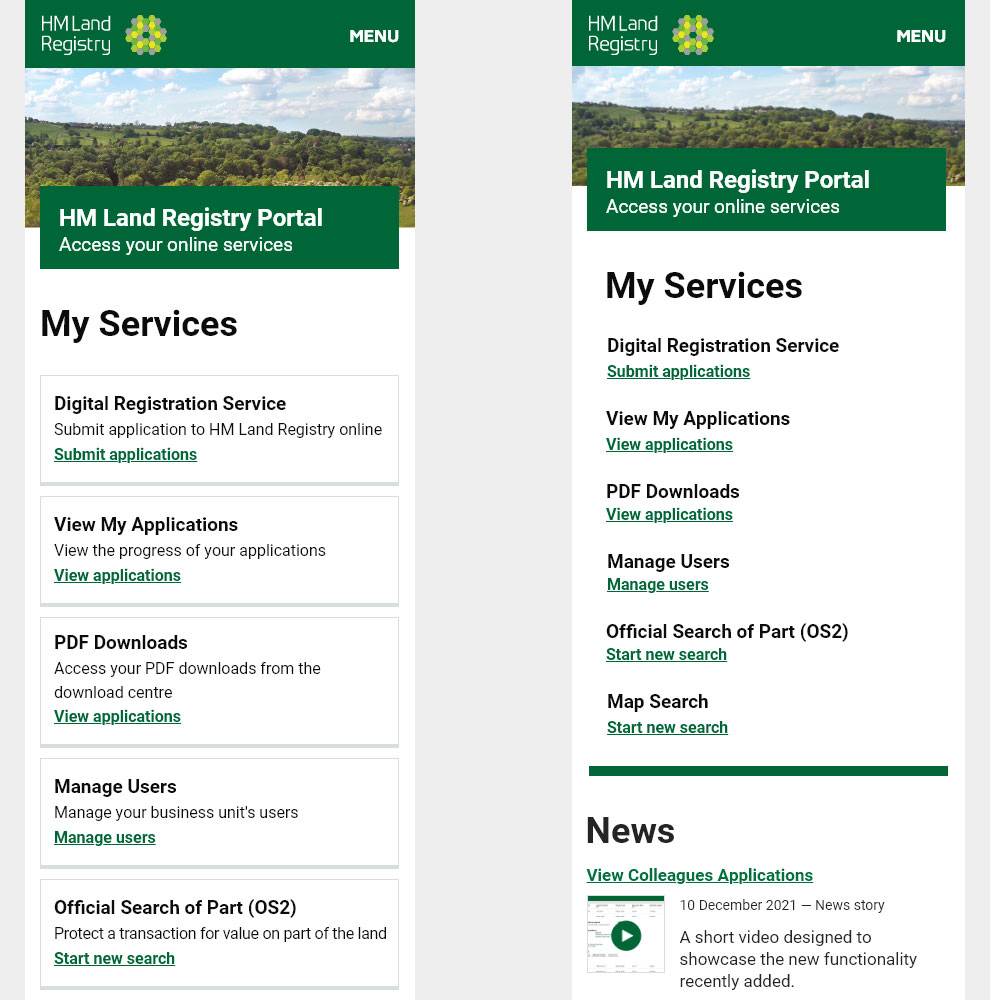 HM Land
Registry
MENU
HM Land Registry Portal
Access your online services
My Services
Digital Registration Service
Submit application to HM Land Registry online
Submit applications
View My Applications
View the progress of your applications
View applications
PDF Downloads
Access your PDF downloads from the
download centre
View applications
Manage Users
Manage your business unit's users
Manage users
Official Search of Part (OS2)
Protect a transaction for value on part of the land
Start new search
HM Land
Registry
MENU
HM Land Registry Portal
Access your online services
My Services
Digital Registration Service
Submit applications
View My Applications
View applications
PDF Downloads
View applications
Manage Users
Manage users
Official Search of Part (OS2)
Start new search
Map Search
Start new search
News
View Colleagues Applications
10 December 2021 — News story
A short video designed to
showcase the new functionality
recently added.